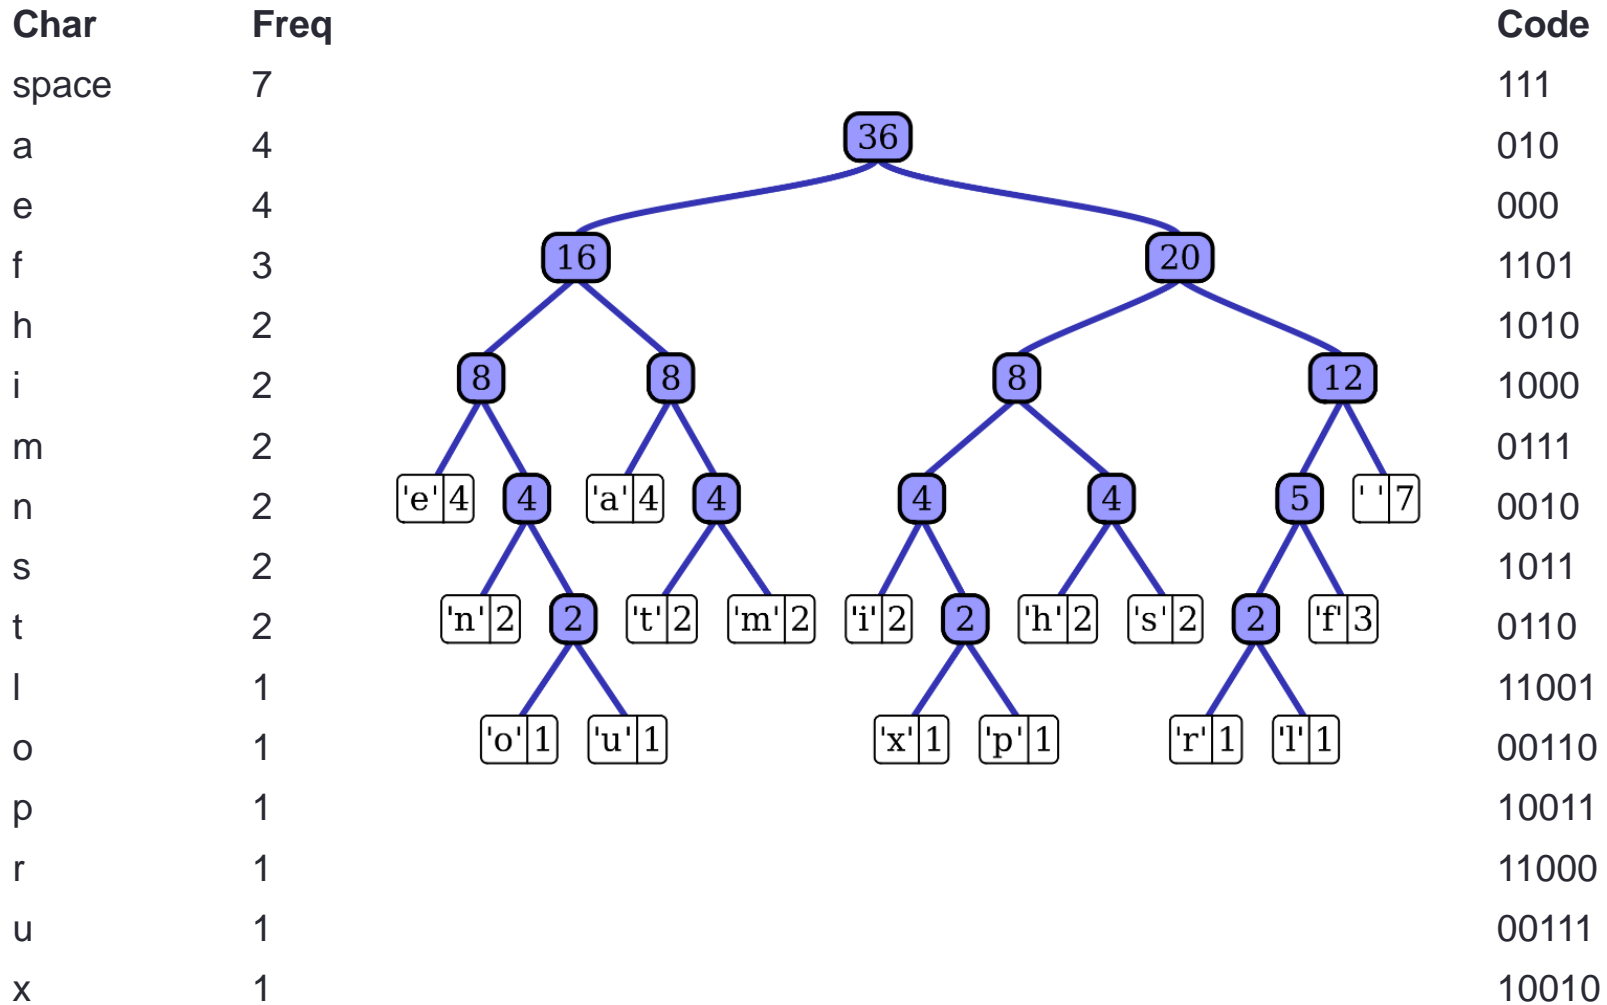 Char Freq Code
space 7 111
36
a 4 010
e 4 000
16 20
f 3 1101
h 2 1010
8 8 8 12
i 2 1000
m 2 0111
'e' 4 4 'a' 4 4 4 4 5 ' ' 7
n 2 0010
s 2 1011
'n' 2 2 't' 2 'm' 2 'i' 2 2 'h' 2 's' 2 2 'f' 3
t 2 0110
l 1 11001
'o' 1 'u' 1 'x' 1 'p' 1 'r' 1 'l' 1
o 1 00110
p 1 10011
r 1 11000
u 1 00111
x 1 10010